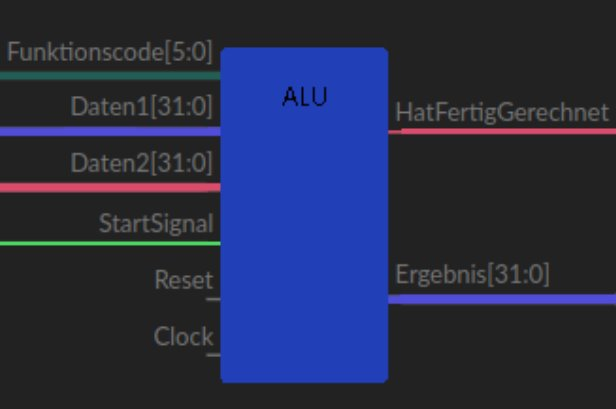 Funktionscode[5:0]
Daten1[31:0]
Daten2[31:0]
StartSignal
Reset
Clock
ALU
HatFertigGerechnet
Ergebnis[31:0]